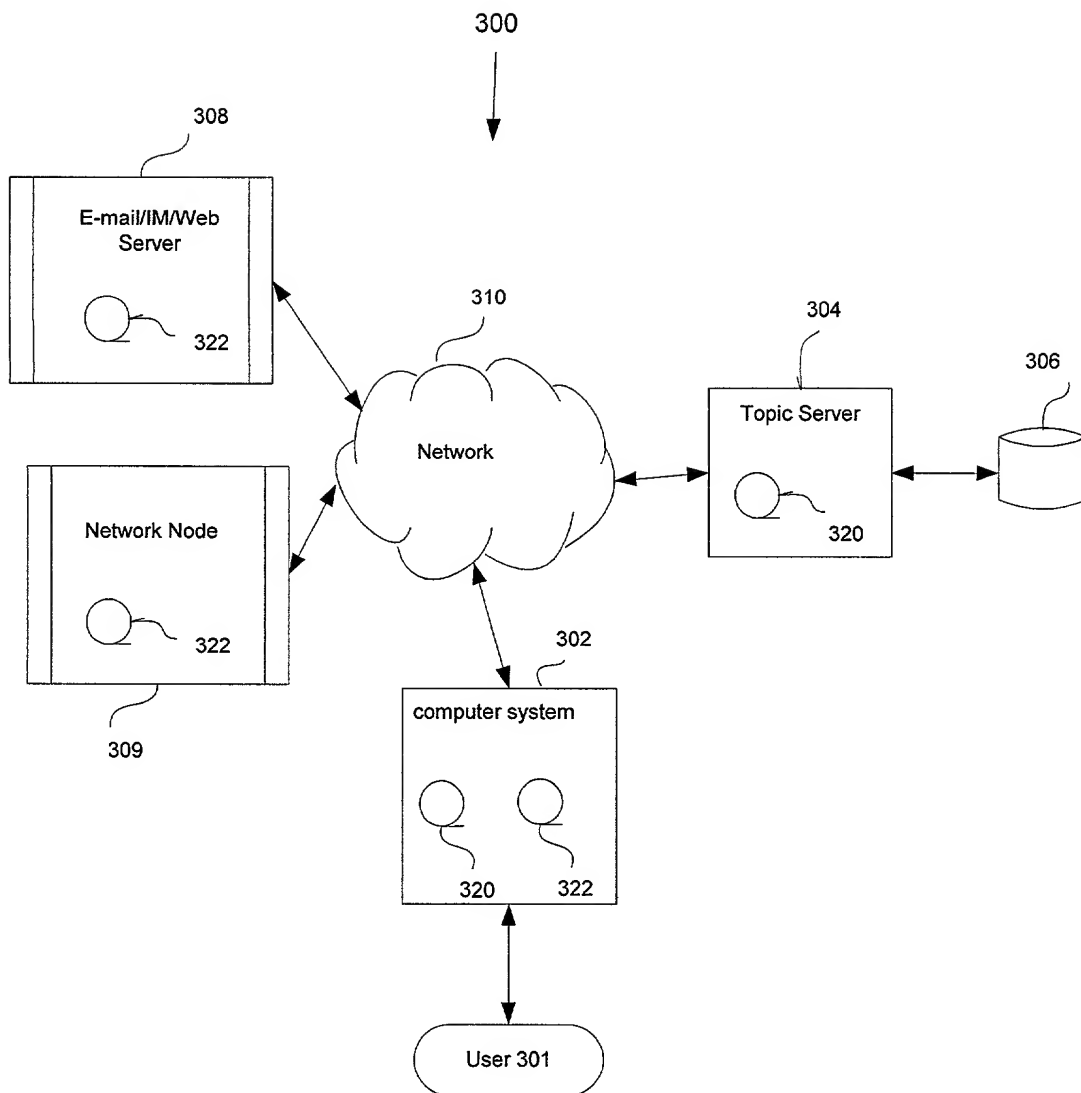 300
308
E-mail/IM/Web
Server
322
310
Network
304
Topic Server
320
306
Network Node
322
309
302
computer system
320
322
User 301